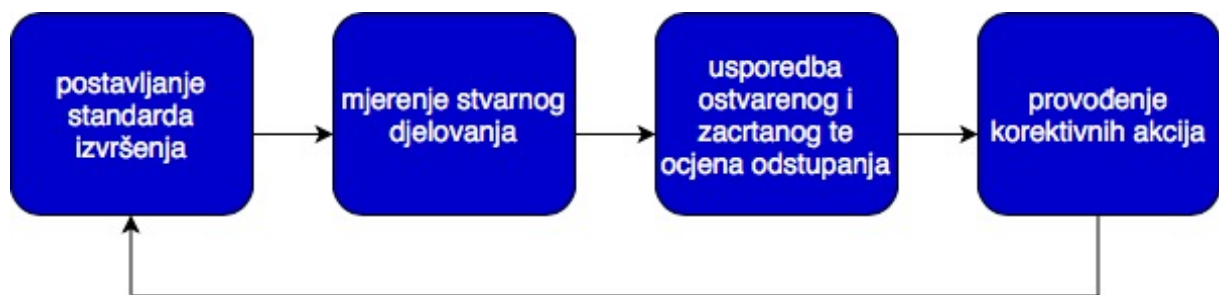 postavljanje
standarda
izvršenja
mjerenje stvarnog
djelovanja
usporedba
ostvarenog i
zacrtanog te
ocjena odstupanja
provođenje
korektivnih akcija